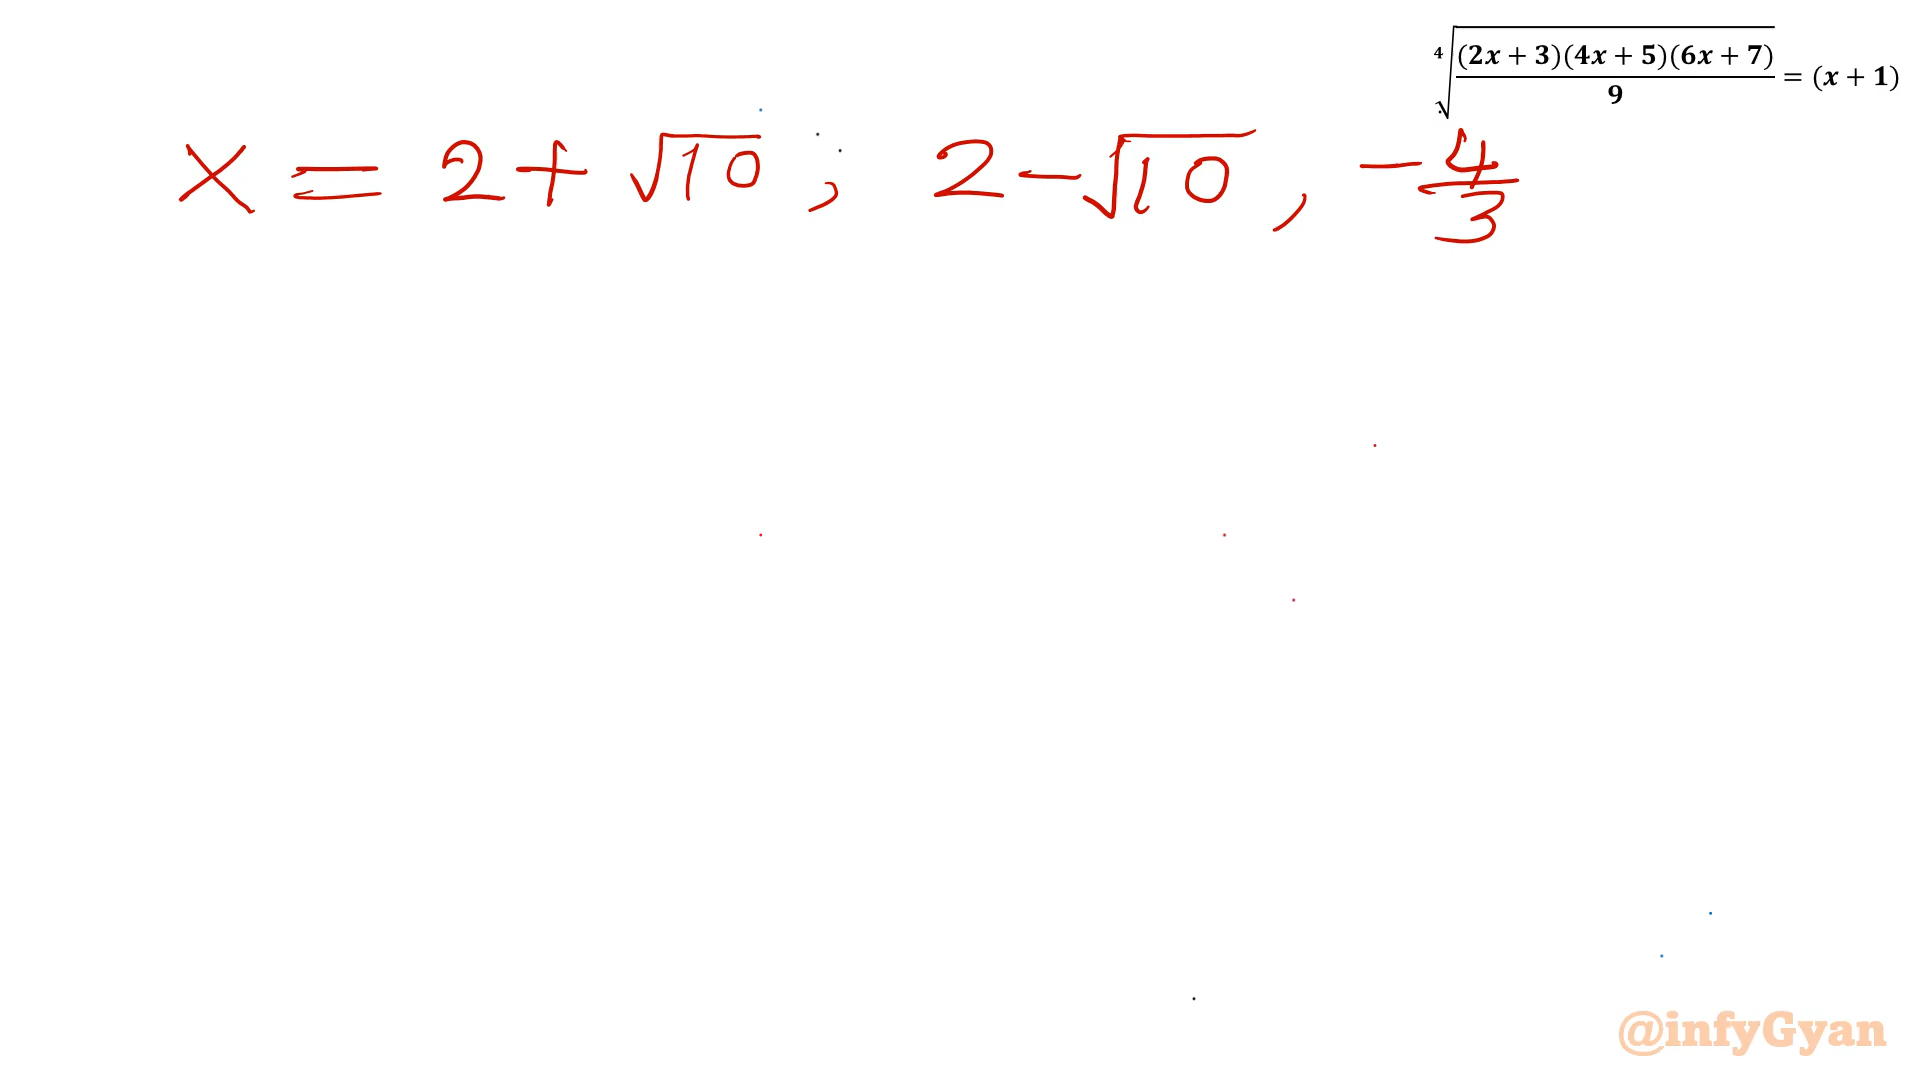 ⁴√((2x + 3)(4x + 5)(6x + 7)/9) = (x + 1)
x = 2 + √10 , 2 - √10 , -4/3
@infyGyan